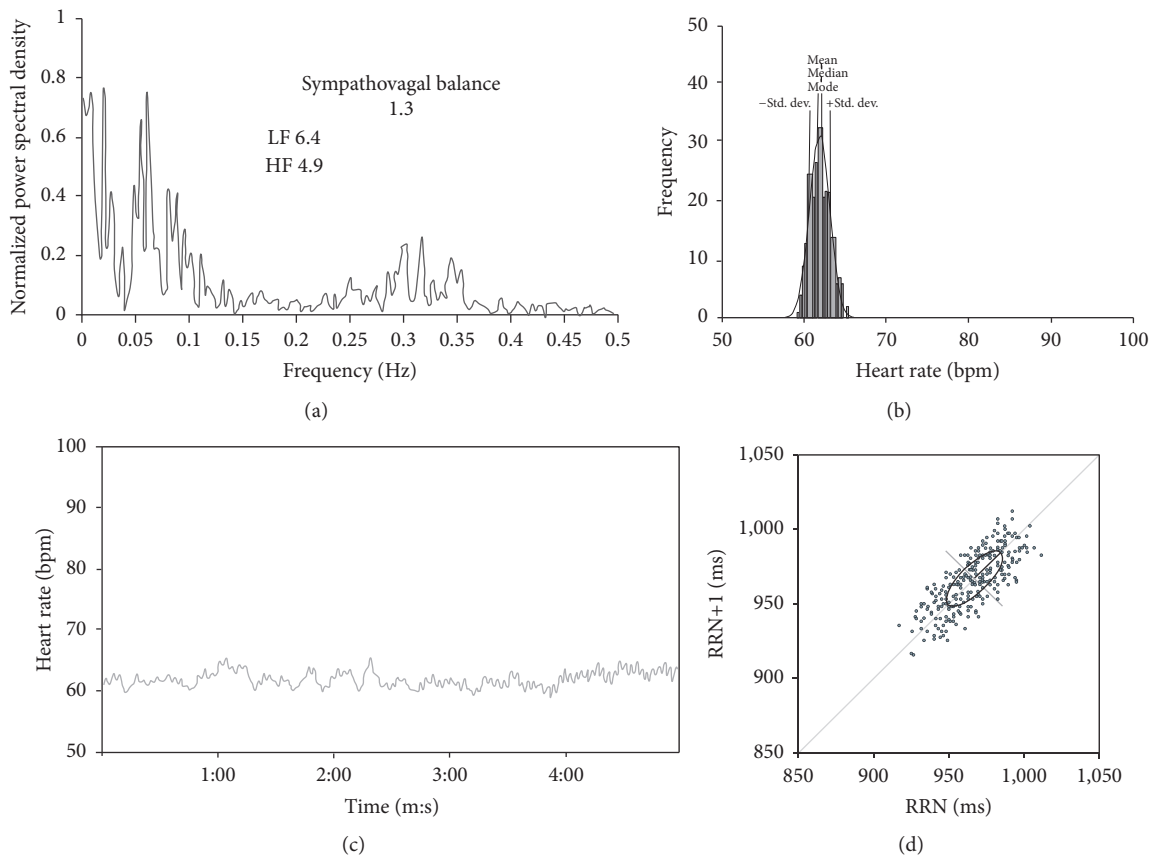 Normalized power spectral density
1
0.8
0.6
0.4
0.2
0
Sympathovagal balance
1.3
LF 6.4
HF 4.9
0 0.05 0.1 0.15 0.2 0.25 0.3 0.35 0.4 0.45 0.5
Frequency (Hz)
(a)
Frequency
50
40
30
20
10
0
Mean
Median
Mode
−Std. dev.
+Std. dev.
50 60 70 80 90 100
Heart rate (bpm)
(b)
Heart rate (bpm)
100
90
80
70
60
50
1:00 2:00 3:00 4:00
Time (m:s)
(c)
RRN+1 (ms)
1,050
1,000
950
900
850
850 900 950 1,000 1,050
RRN (ms)
(d)